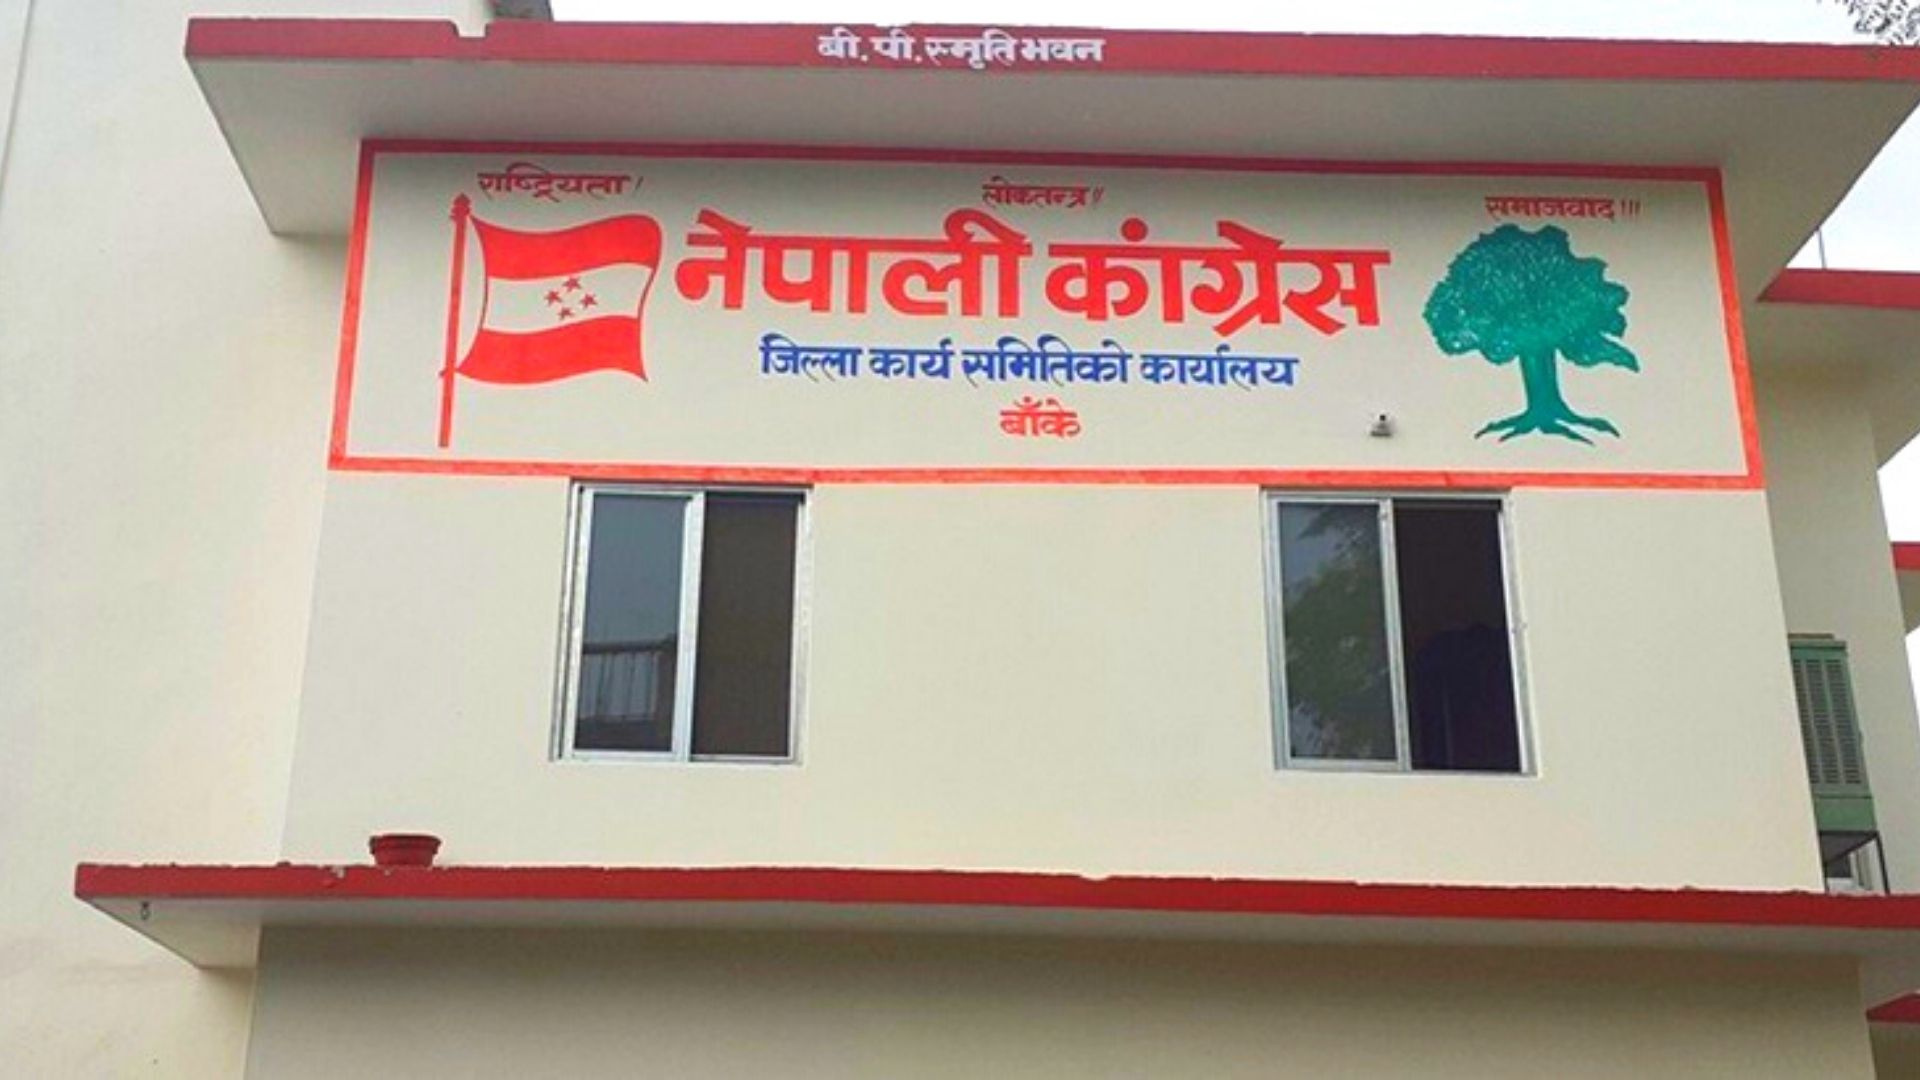 बी.पी.स्मृति भवन
राष्ट्रियता!
लोकतन्त्र!!
समाजवाद!!!
नेपाली कांग्रेस
जिल्ला कार्य समितिको कार्यालय
बाँके